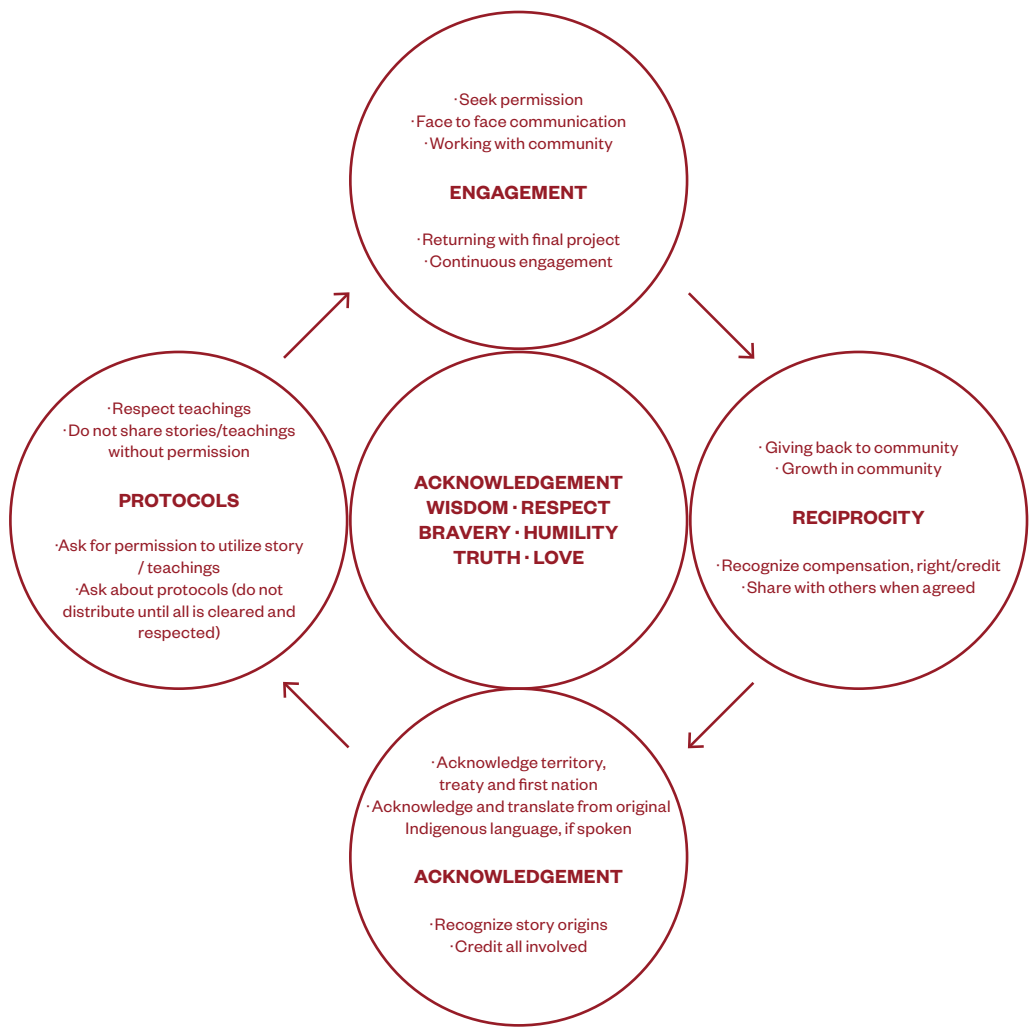 ·Seek permission
·Face to face communication
·Working with community
ENGAGEMENT
·Returning with final project
·Continuous engagement
·Respect teachings
·Do not share stories/teachings
without permission
PROTOCOLS
·Ask for permission to utilize story
/ teachings
·Ask about protocols (do not
distribute until all is cleared and
respected)
ACKNOWLEDGEMENT
WISDOM · RESPECT
BRAVERY · HUMILITY
TRUTH · LOVE
·Giving back to community
·Growth in community
RECIPROCITY
·Recognize compensation, right/credit
·Share with others when agreed
·Acknowledge territory,
treaty and first nation
·Acknowledge and translate from original
Indigenous language, if spoken
ACKNOWLEDGEMENT
·Recognize story origins
·Credit all involved